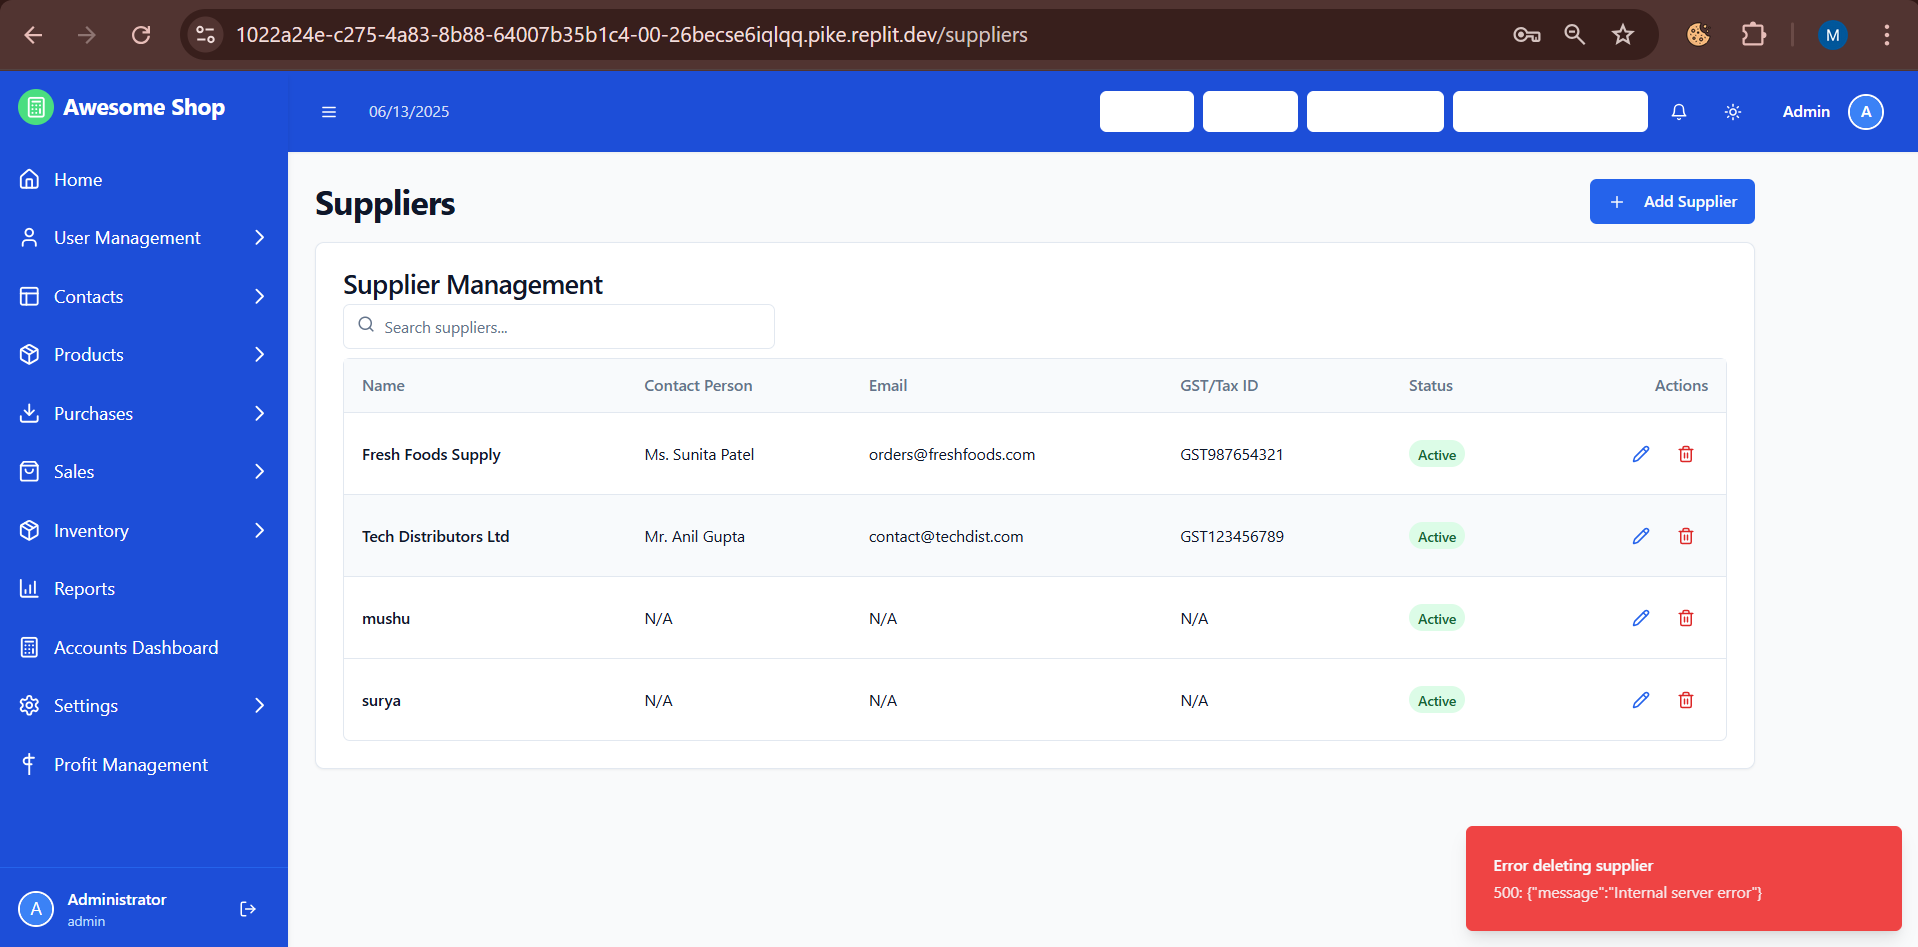 1022a24e-c275-4a83-8b88-64007b35b1c4-00-26becse6iqlqq.pike.replit.dev/suppliers
M
Awesome Shop
06/13/2025
Admin
A
Home
User Management
Contacts
Products
Purchases
Sales
Inventory
Reports
Accounts Dashboard
Settings
Profit Management
A
Administrator
admin
Suppliers
+ Add Supplier
Supplier Management
Search suppliers...
Name Contact Person Email GST/Tax ID Status Actions
Fresh Foods Supply Ms. Sunita Patel orders@freshfoods.com GST987654321 Active
Tech Distributors Ltd Mr. Anil Gupta contact@techdist.com GST123456789 Active
mushu N/A N/A N/A Active
surya N/A N/A N/A Active
Error deleting supplier
500: {"message":"Internal server error"}